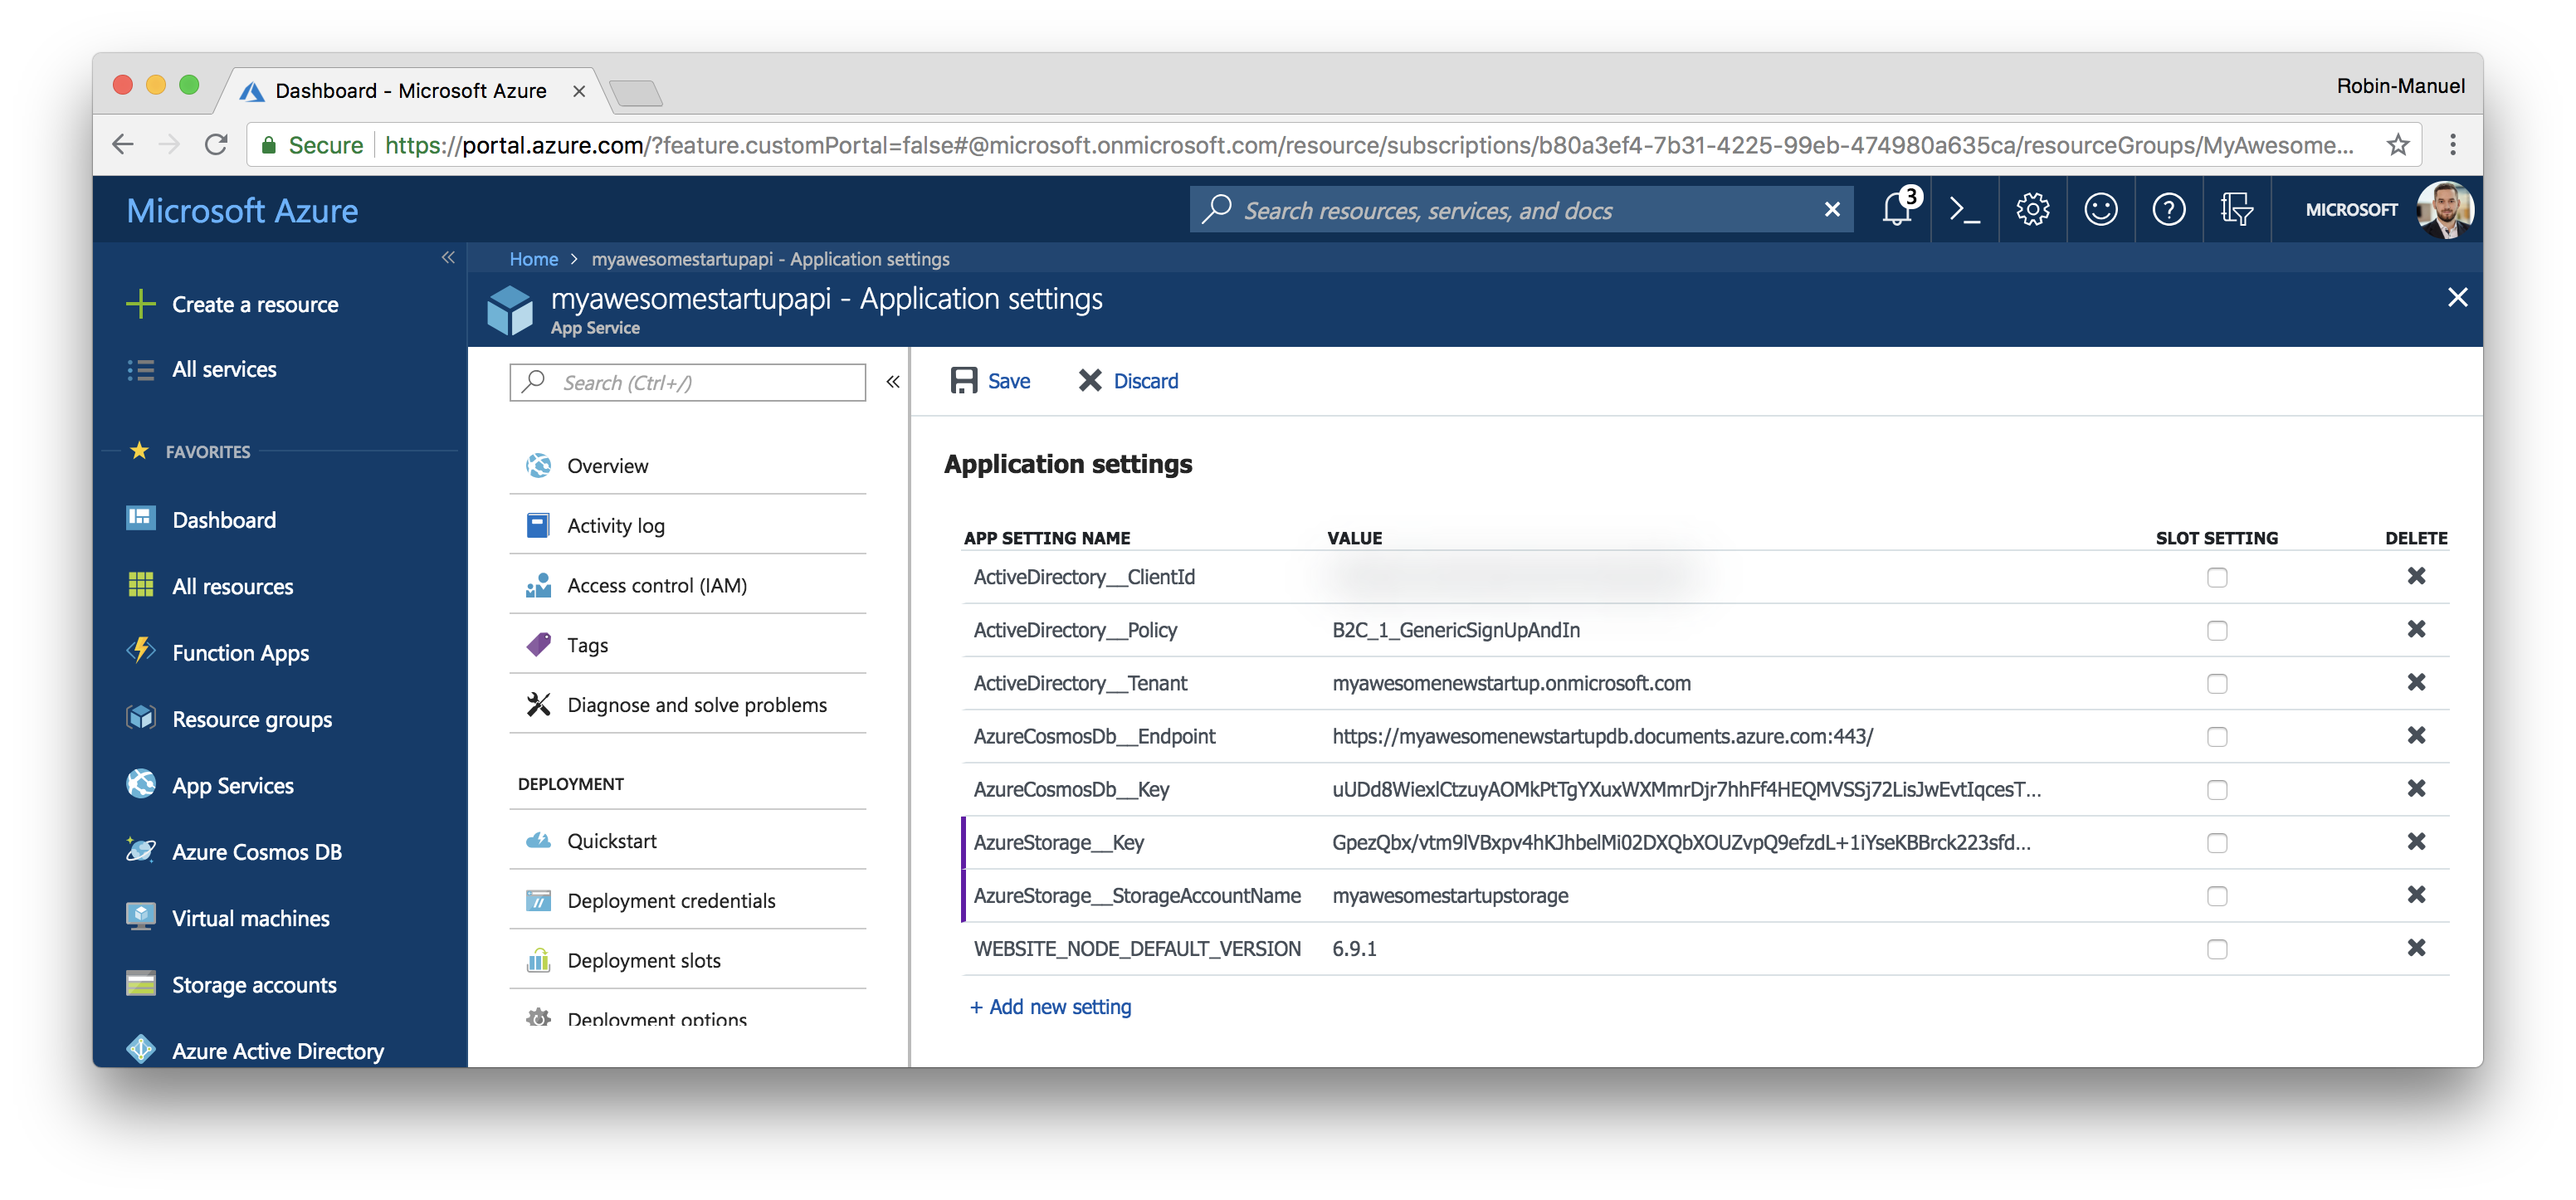 Dashboard - Microsoft Azure
Robin-Manuel
Secure https://portal.azure.com/?feature.customPortal=false#@microsoft.onmicrosoft.com/resource/subscriptions/b80a3ef4-7b31-4225-99eb-474980a635ca/resourceGroups/MyAwesome...
Microsoft Azure
Search resources, services, and docs
3
MICROSOFT
Home > myawesomestartupapi - Application settings
myawesomestartupapi - Application settings
App Service
Create a resource
All services
FAVORITES
Dashboard
All resources
Function Apps
Resource groups
App Services
Azure Cosmos DB
Virtual machines
Storage accounts
Azure Active Directory
Search (Ctrl+/)
Overview
Activity log
Access control (IAM)
Tags
Diagnose and solve problems
DEPLOYMENT
Quickstart
Deployment credentials
Deployment slots
Deployment options
Save Discard
Application settings
APP SETTING NAME VALUE SLOT SETTING DELETE
ActiveDirectory__ClientId
ActiveDirectory__Policy B2C_1_GenericSignUpAndIn
ActiveDirectory__Tenant myawesomenewstartup.onmicrosoft.com
AzureCosmosDb__Endpoint https://myawesomenewstartupdb.documents.azure.com:443/
AzureCosmosDb__Key uUDd8WiexlCtzuyAOMkPtTgYXuxWXMmrDjr7hhFf4HEQMVSSj72LisJwEvtIqcesT...
AzureStorage__Key GpezQbx/vtm9lVBxpv4hKJhbelMi02DXQbXOUZvpQ9efzdL+1iYseKBBrck223sfd...
AzureStorage__StorageAccountName myawesomestartupstorage
WEBSITE_NODE_DEFAULT_VERSION 6.9.1
+ Add new setting